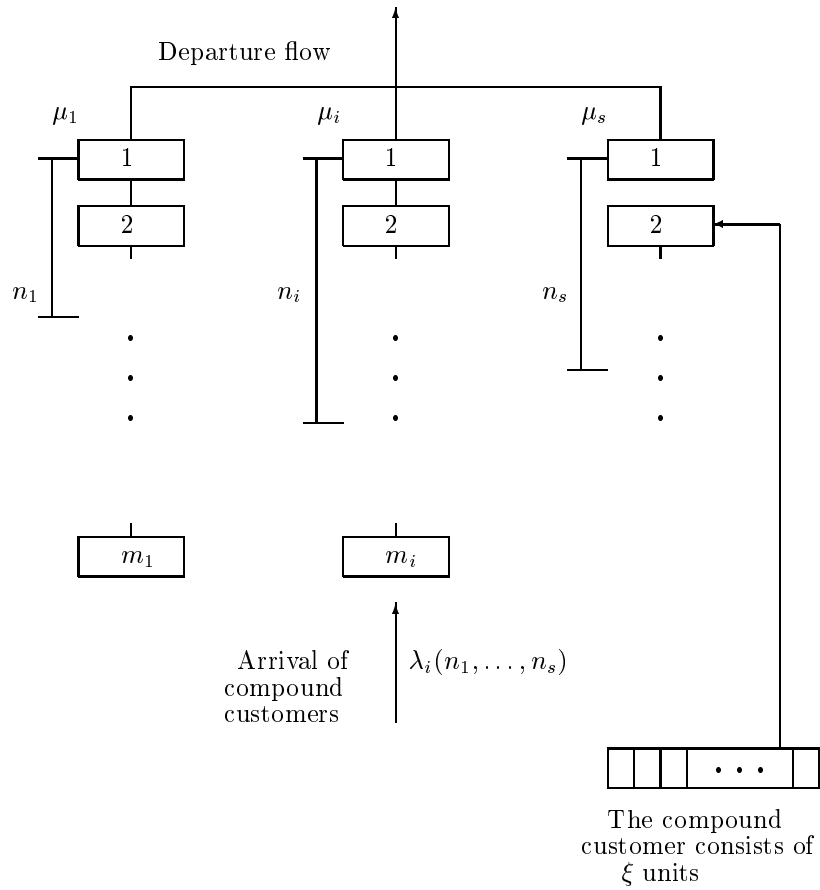 Departure flow
μ₁ μᵢ μₛ
1 1 1
2 2 2
n₁ nᵢ nₛ
m₁ mᵢ
Arrival of
compound
customers
λᵢ(n₁, . . . , nₛ)
The compound
customer consists of
ξ units